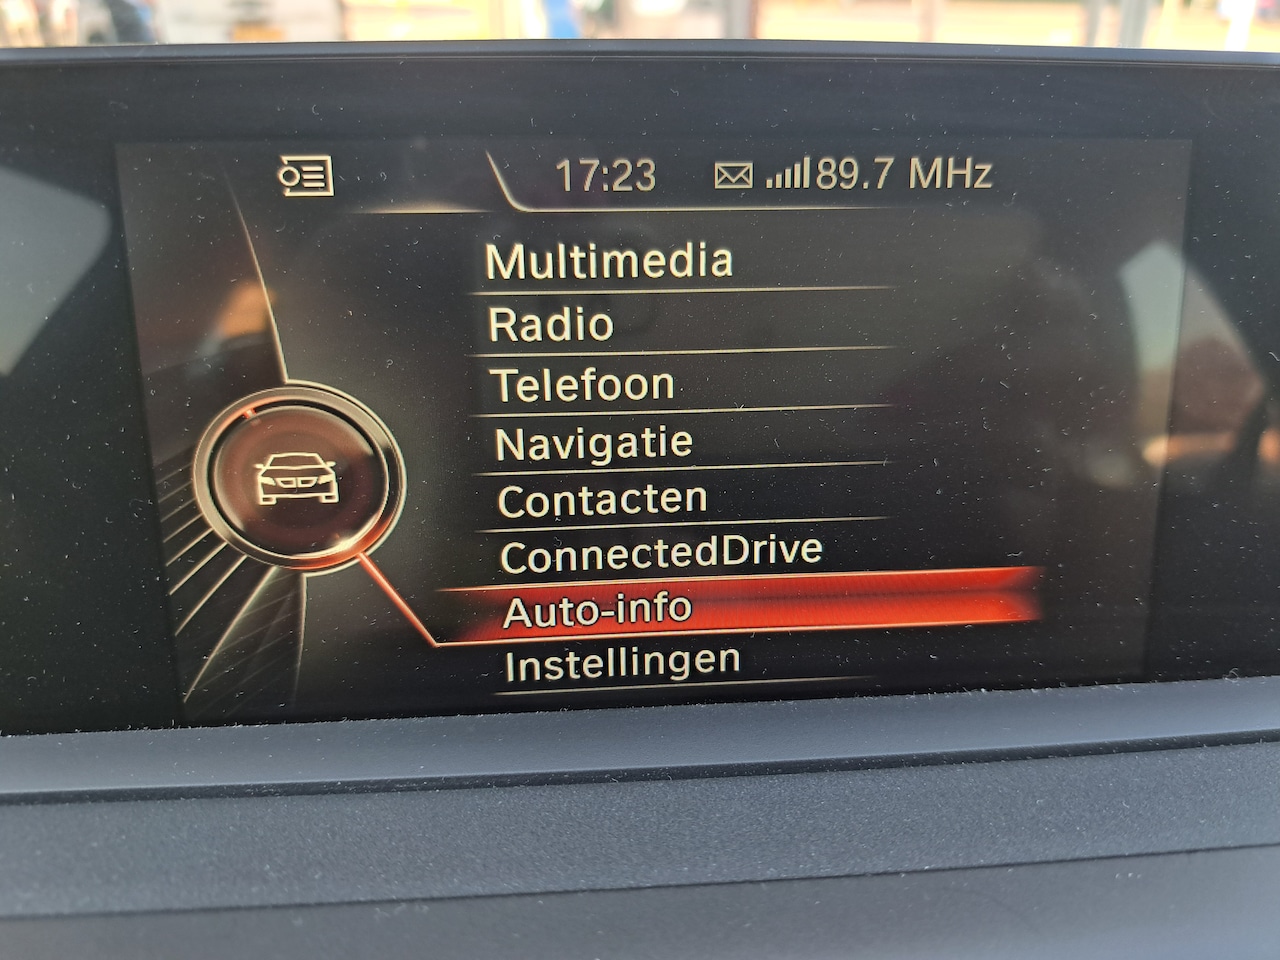 17:23 89.7 MHz
Multimedia
Radio
Telefoon
Navigatie
Contacten
ConnectedDrive
Auto-info
Instellingen